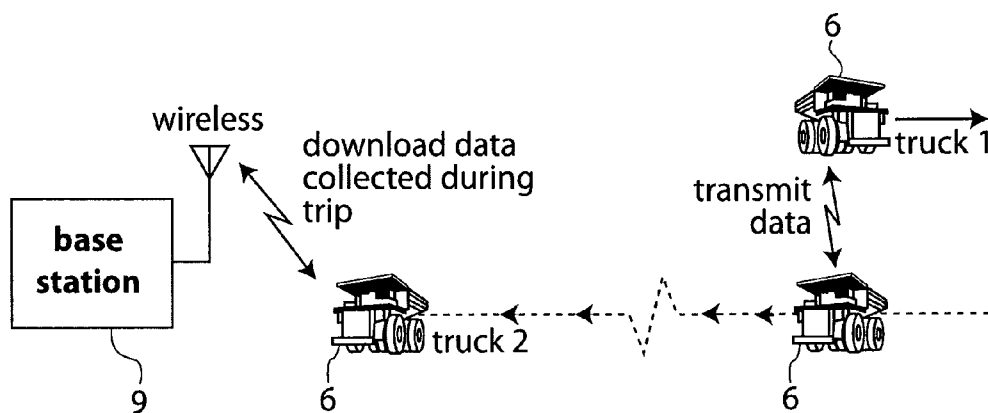 6
wireless
download data
collected during
trip
truck 1
transmit
data
base
station
truck 2
9
6
6